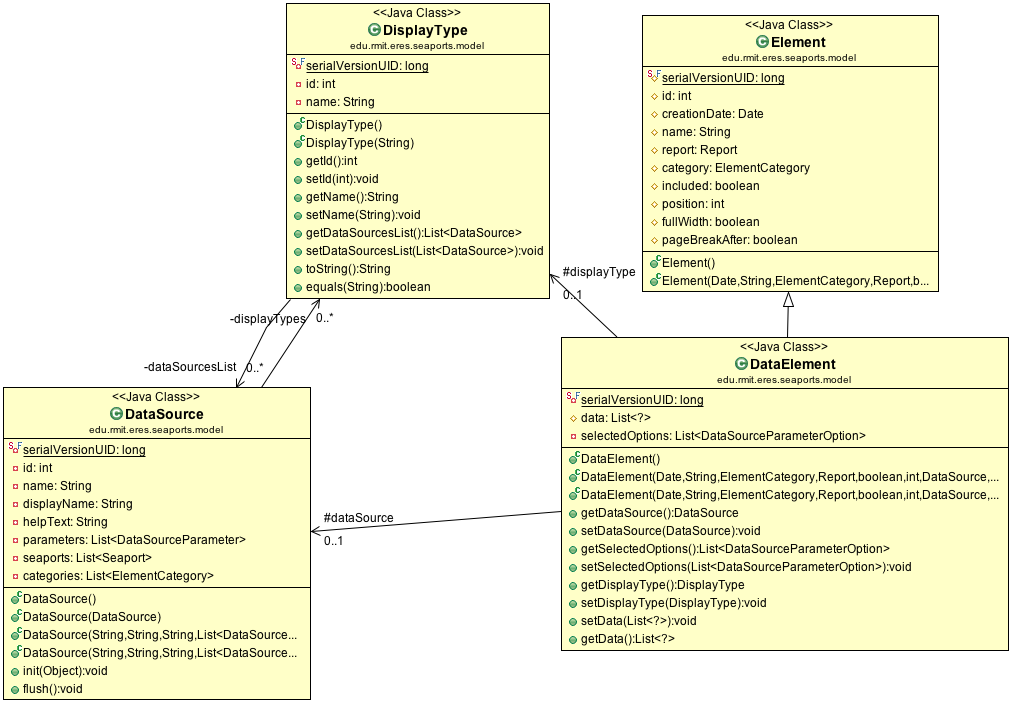 <<Java Class>>
DisplayType
edu.rmit.eres.seaports.model
serialVersionUID: long
id: int
name: String
DisplayType()
DisplayType(String)
getId():int
setId(int):void
getName():String
setName(String):void
getDataSourcesList():List<DataSource>
setDataSourcesList(List<DataSource>):void
toString():String
equals(String):boolean
<<Java Class>>
Element
edu.rmit.eres.seaports.model
serialVersionUID: long
id: int
creationDate: Date
name: String
report: Report
category: ElementCategory
included: boolean
position: int
fullWidth: boolean
pageBreakAfter: boolean
Element()
Element(Date,String,ElementCategory,Report,b...
#displayType
0..1
-displayTypes
0..*
-dataSourcesList
0..*
<<Java Class>>
DataSource
edu.rmit.eres.seaports.model
serialVersionUID: long
id: int
name: String
displayName: String
helpText: String
parameters: List<DataSourceParameter>
seaports: List<Seaport>
categories: List<ElementCategory>
DataSource()
DataSource(DataSource)
DataSource(String,String,String,List<DataSource...
DataSource(String,String,String,List<DataSource...
init(Object):void
flush():void
#dataSource
0..1
<<Java Class>>
DataElement
edu.rmit.eres.seaports.model
serialVersionUID: long
data: List<?>
selectedOptions: List<DataSourceParameterOption>
DataElement()
DataElement(Date,String,ElementCategory,Report,boolean,int,DataSource,...
DataElement(Date,String,ElementCategory,Report,boolean,int,DataSource,...
getDataSource():DataSource
setDataSource(DataSource):void
getSelectedOptions():List<DataSourceParameterOption>
setSelectedOptions(List<DataSourceParameterOption>):void
getDisplayType():DisplayType
setDisplayType(DisplayType):void
setData(List<?>):void
getData():List<?>